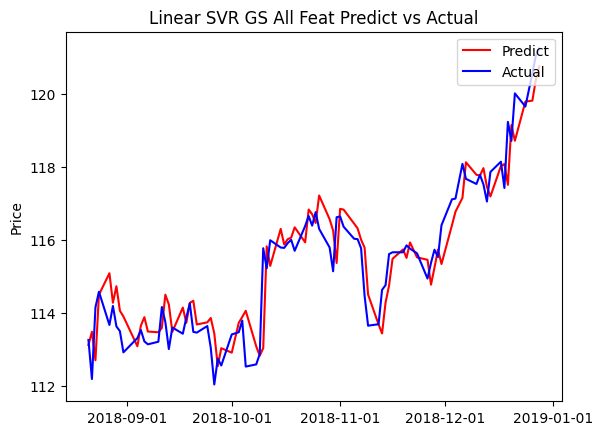 Linear SVR GS All Feat Predict vs Actual
Predict
Actual
Price
120
118
116
114
112
2018-09-01 2018-10-01 2018-11-01 2018-12-01 2019-01-01